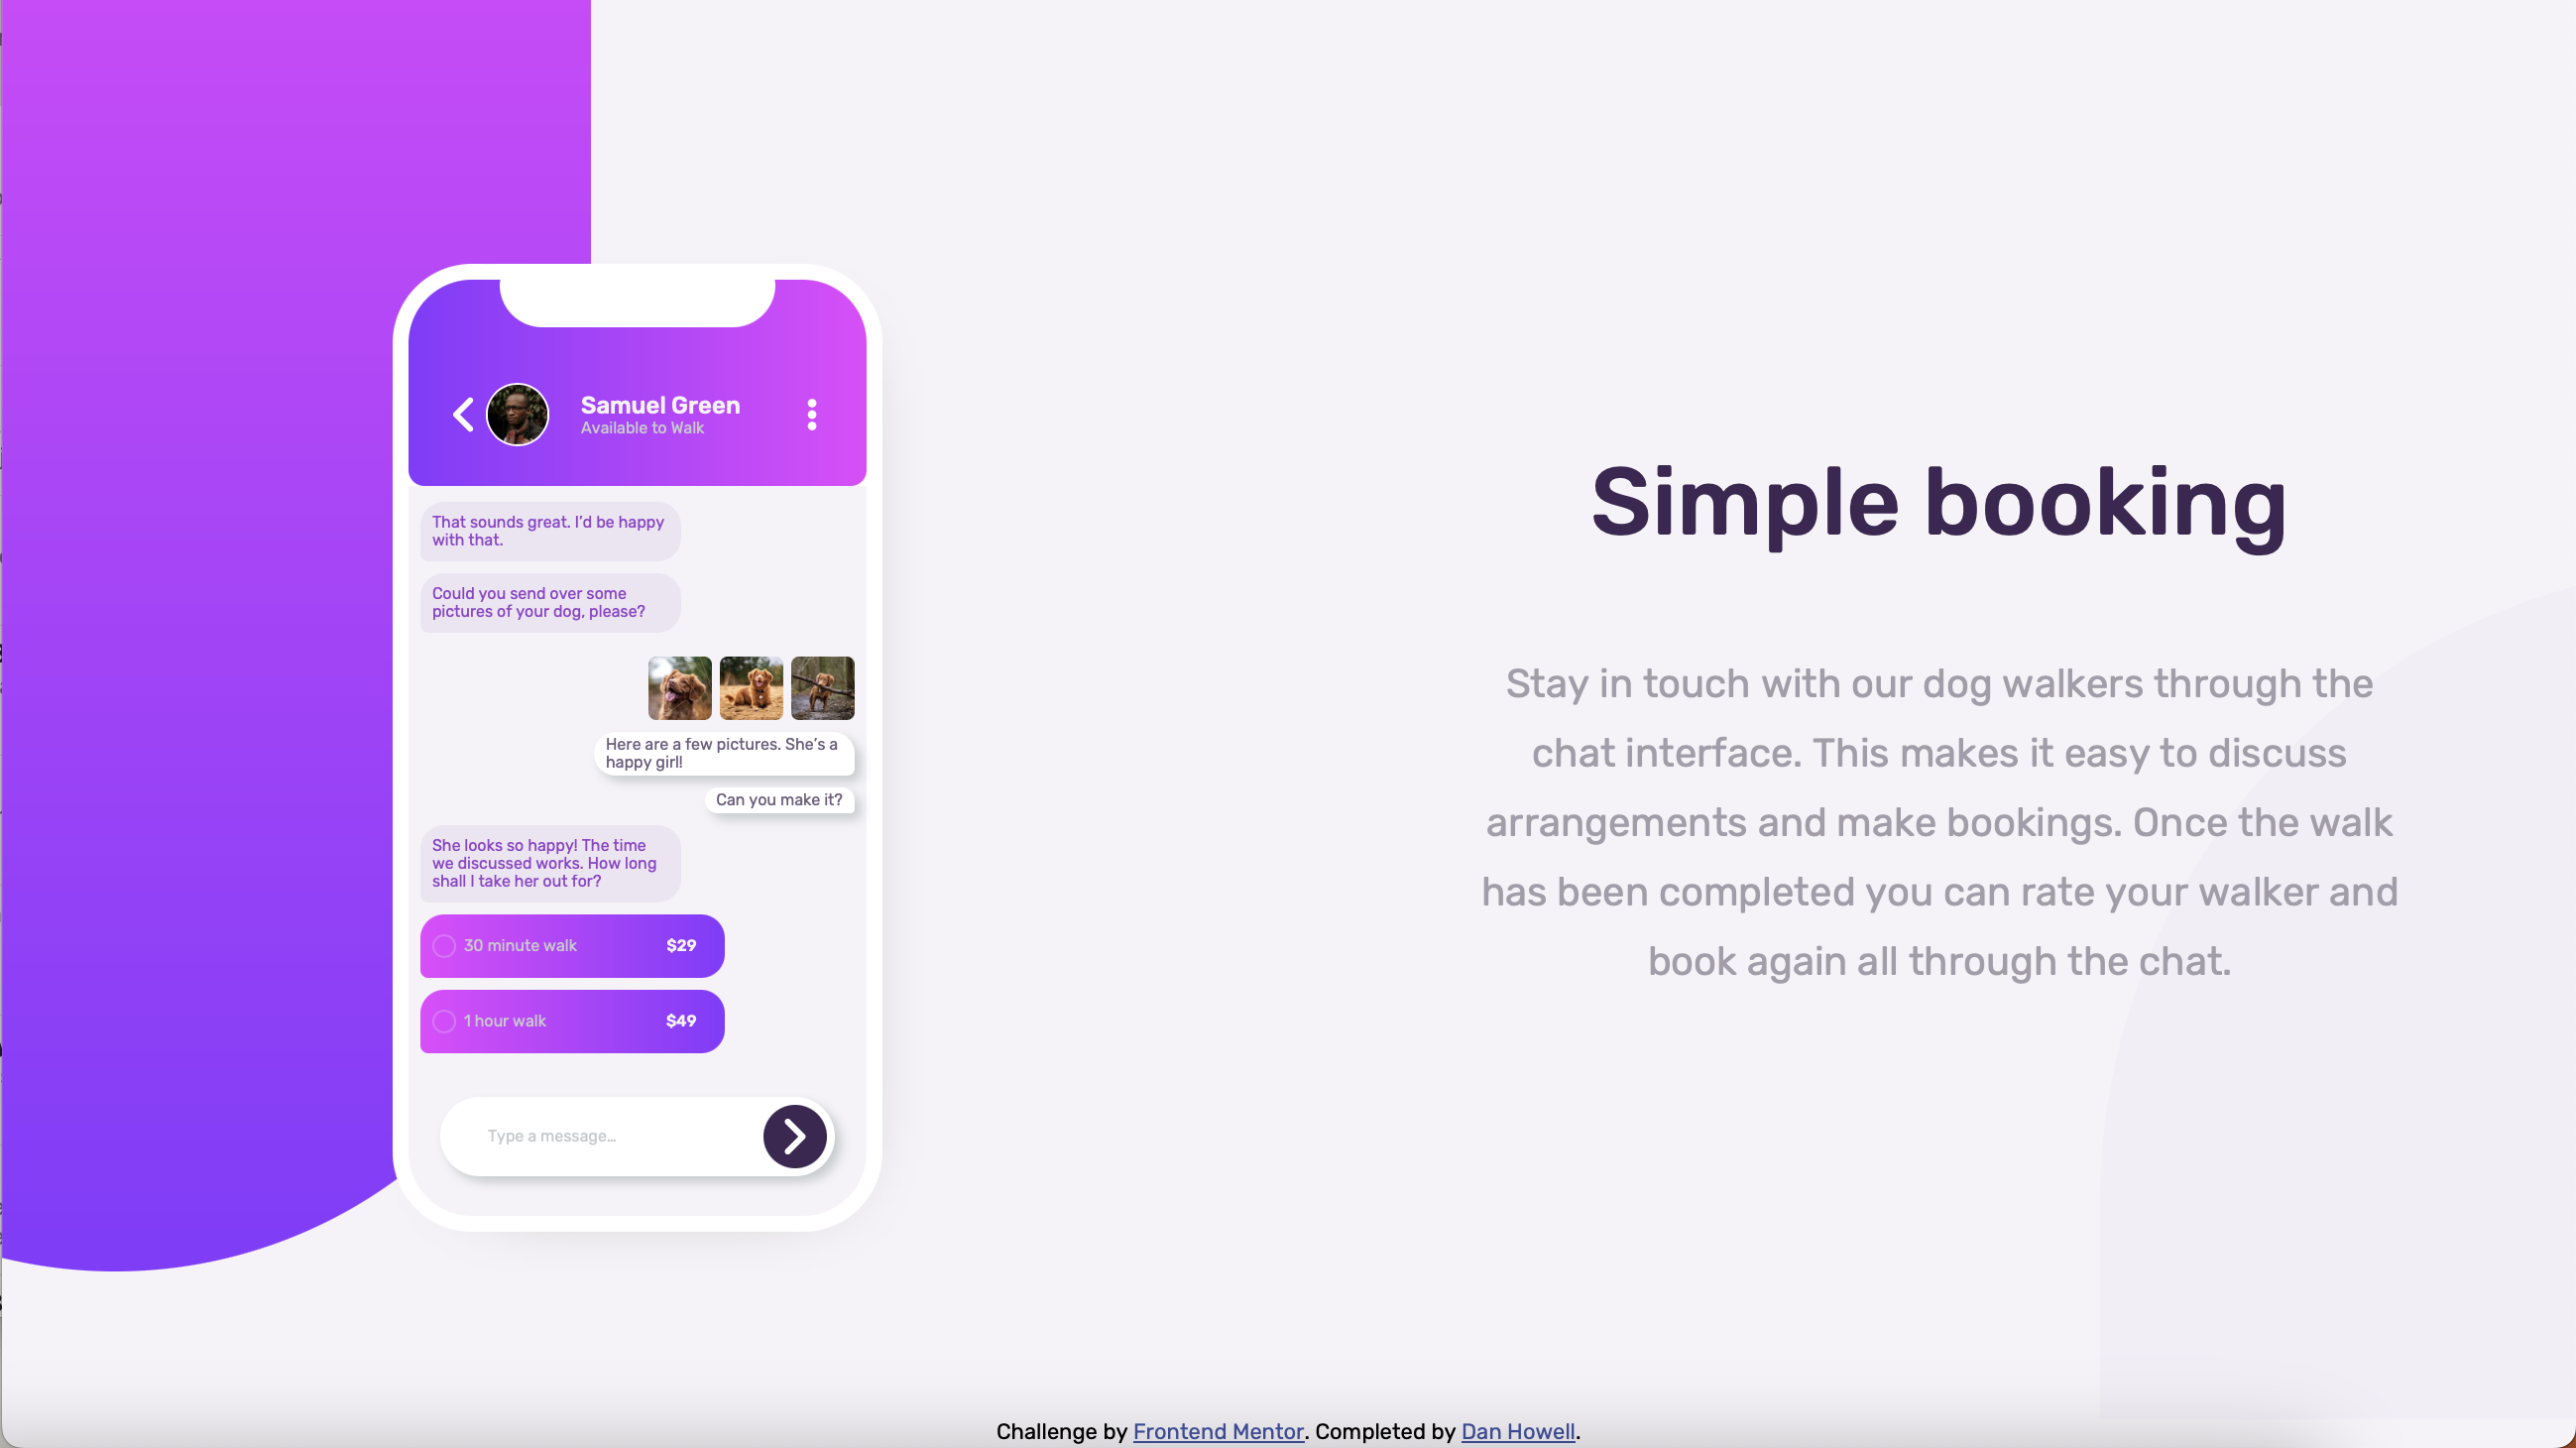 Samuel Green
Available to Walk
That sounds great. I’d be happy
with that.
Could you send over some
pictures of your dog, please?
Here are a few pictures. She’s a
happy girl!
Can you make it?
She looks so happy! The time
we discussed works. How long
shall I take her out for?
30 minute walk $29
1 hour walk $49
Type a message…
Simple booking
Stay in touch with our dog walkers through the
chat interface. This makes it easy to discuss
arrangements and make bookings. Once the walk
has been completed you can rate your walker and
book again all through the chat.
Challenge by Frontend Mentor. Completed by Dan Howell.